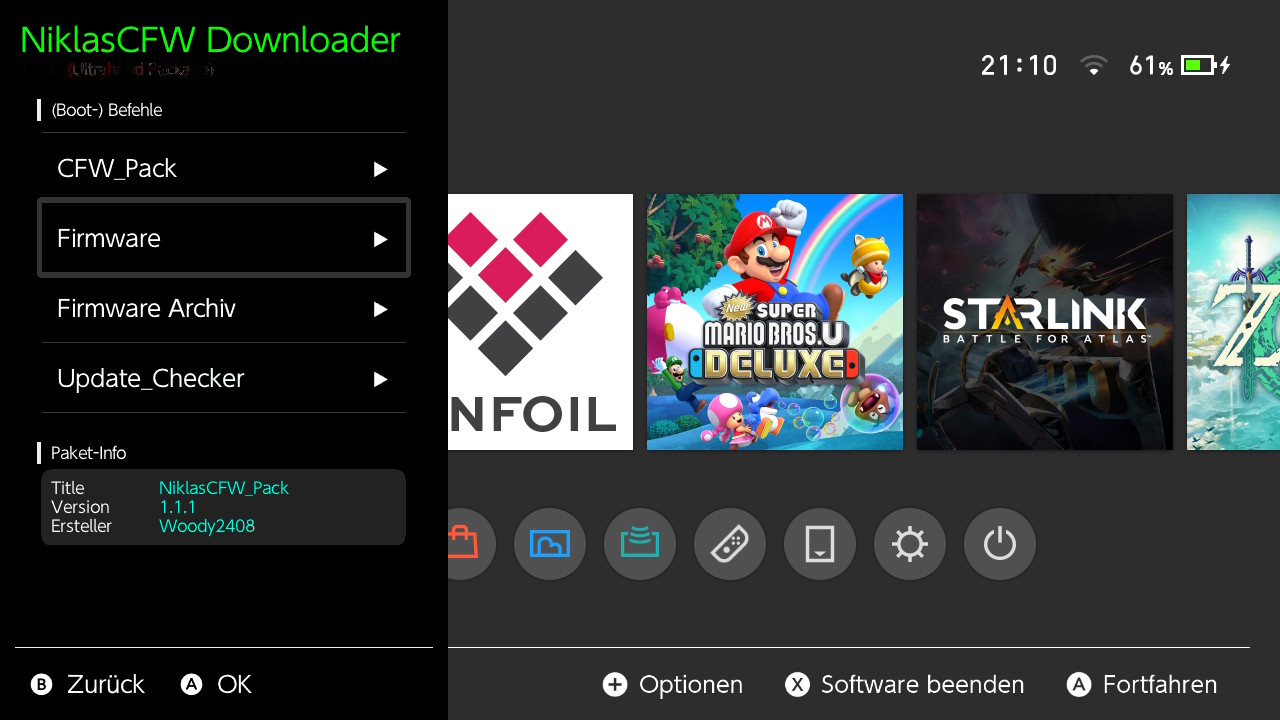 NiklasCFW Downloader
(Ultrahand Package)
(Boot-) Befehle
CFW_Pack
Firmware
Firmware Archiv
Update_Checker
Paket-Info
Title NiklasCFW_Pack
Version 1.1.1
Ersteller Woody2408
B Zurück A OK
21:10 61%
NFOIL
New
SUPER
MARIO BROS.U
DELUXE
STARLINK
BATTLE FOR ATLAS
Z
+ Optionen X Software beenden A Fortfahren